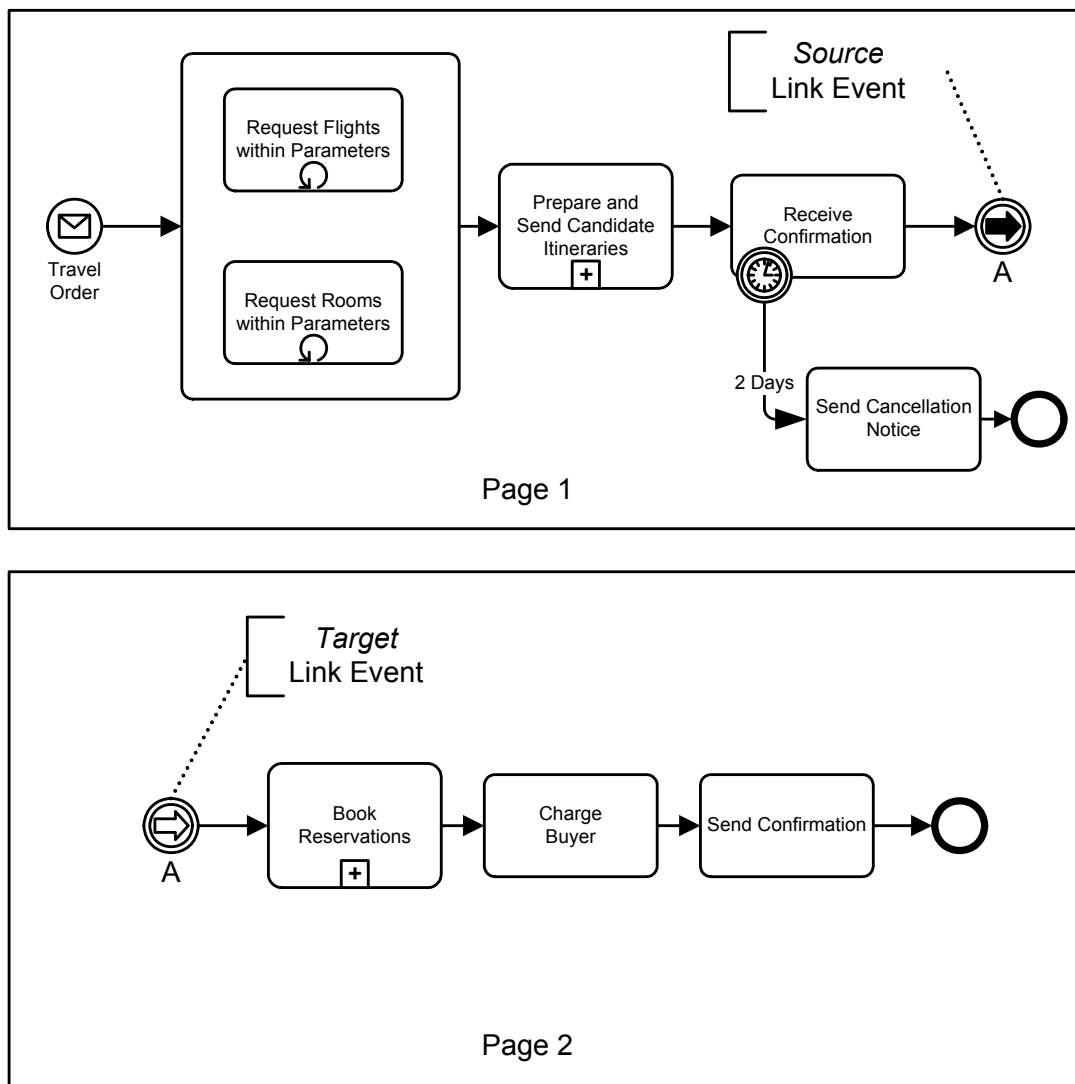 Source
Link Event
Request Flights
within Parameters
Prepare and
Send Candidate
Itineraries
Receive
Confirmation
Travel
Order
A
Request Rooms
within Parameters
2 Days
Send Cancellation
Notice
Page 1
Target
Link Event
Book
Reservations
Charge
Buyer
Send Confirmation
A
Page 2